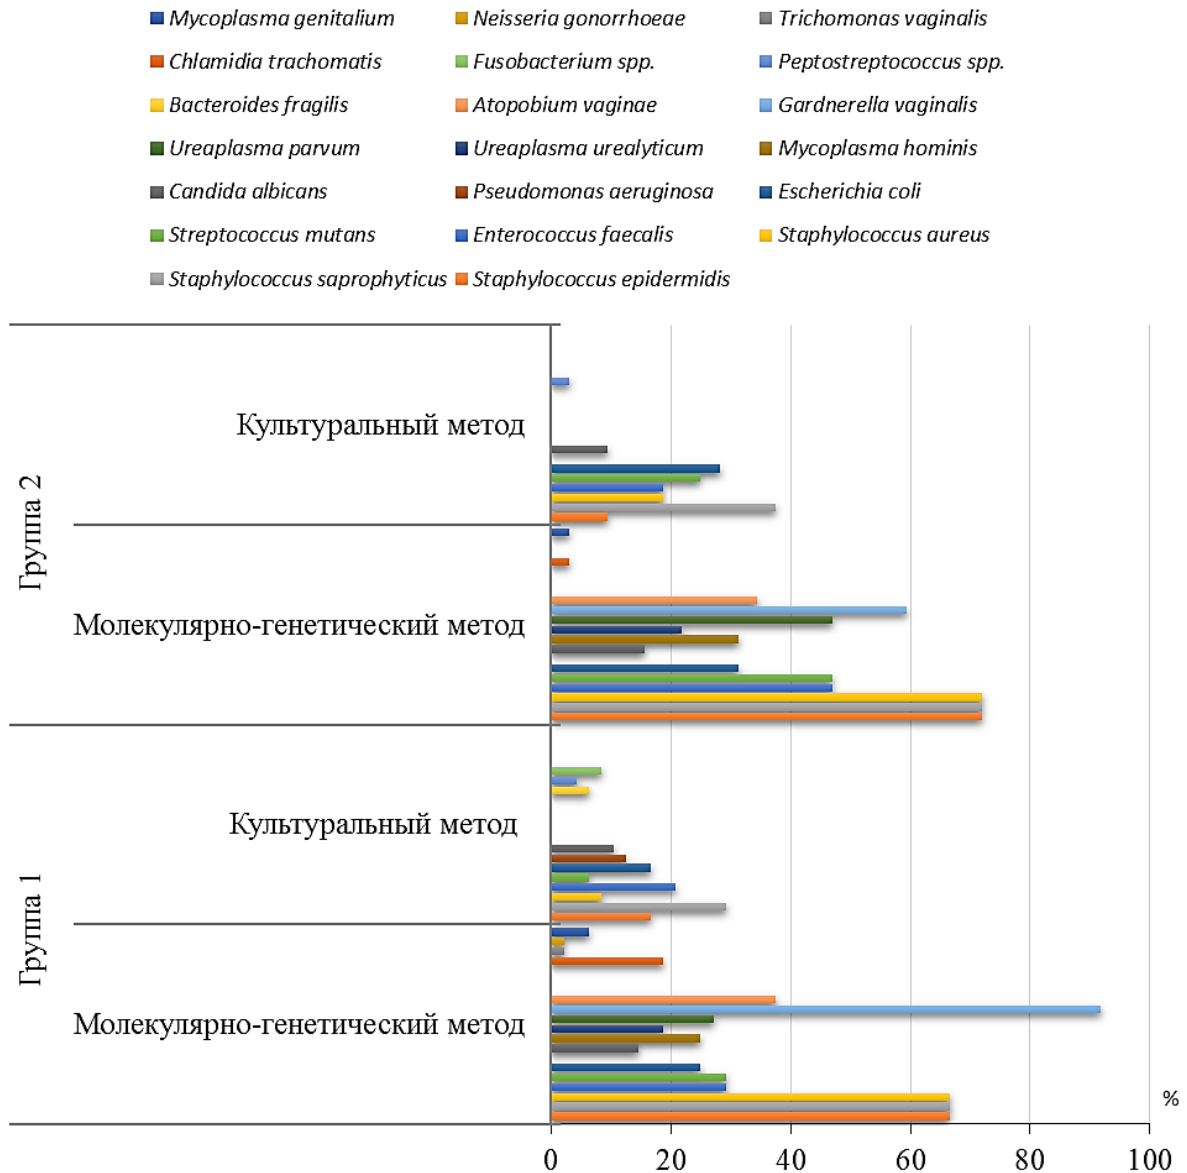 Mycoplasma genitalium Neisseria gonorrhoeae Trichomonas vaginalis
Chlamidia trachomatis Fusobacterium spp. Peptostreptococcus spp.
Bacteroides fragilis Atopobium vaginae Gardnerella vaginalis
Ureaplasma parvum Ureaplasma urealyticum Mycoplasma hominis
Candida albicans Pseudomonas aeruginosa Escherichia coli
Streptococcus mutans Enterococcus faecalis Staphylococcus aureus
Staphylococcus saprophyticus Staphylococcus epidermidis
Группа 2
Культуральный метод
Молекулярно-генетический метод
Группа 1
Культуральный метод
Молекулярно-генетический метод
%
0 20 40 60 80 100